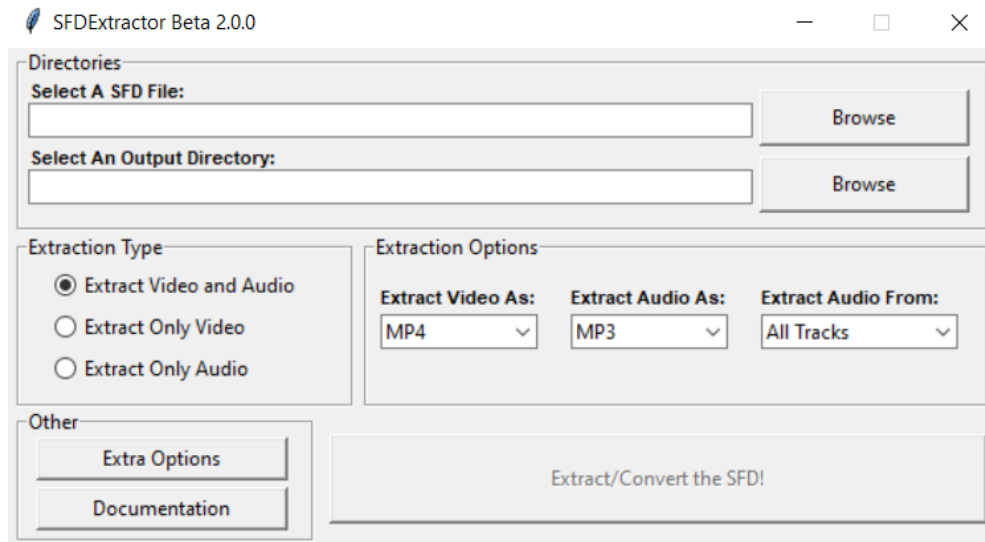 SFDExtractor Beta 2.0.0
Directories
Select A SFD File:
Browse
Select An Output Directory:
Browse
Extraction Type
Extract Video and Audio
Extract Only Video
Extract Only Audio
Extraction Options
Extract Video As: Extract Audio As: Extract Audio From:
MP4 MP3 All Tracks
Other
Extra Options
Documentation
Extract/Convert the SFD!